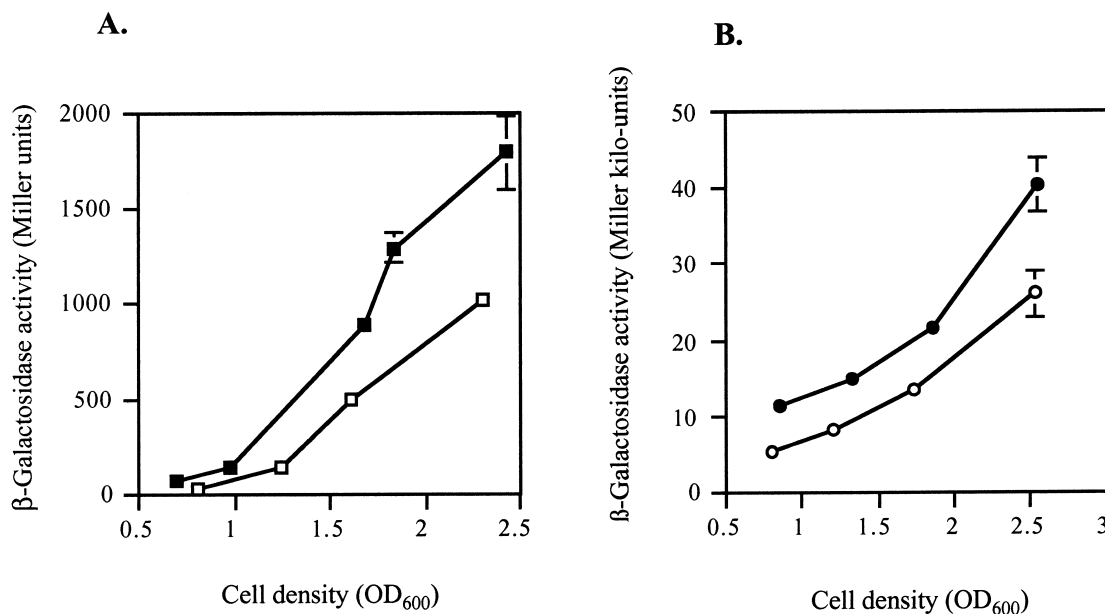 A.
β-Galactosidase activity (Miller units)
2000
1500
1000
500
0
0.5 1 1.5 2 2.5
Cell density (OD600)
B.
ß-Galactosidase activity (Miller kilo-units)
50
40
30
20
10
0
0.5 1 1.5 2 2.5 3
Cell density (OD600)